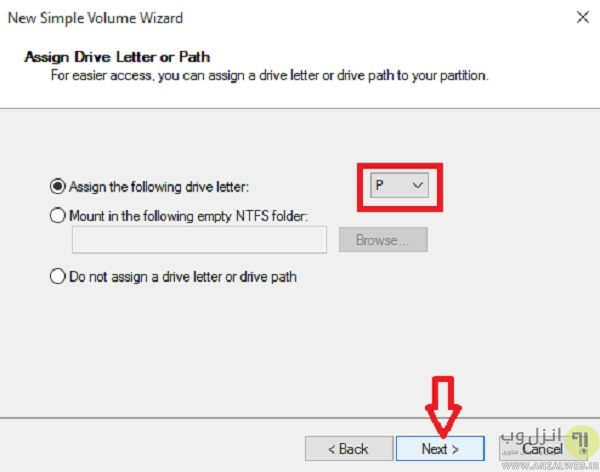 New Simple Volume Wizard
Assign Drive Letter or Path
For easier access, you can assign a drive letter or drive path to your partition.
Assign the following drive letter:
P
Mount in the following empty NTFS folder:
Browse...
Do not assign a drive letter or drive path
< Back
Next >
Cancel
انزل وب
WWW.ANZALWEB.IR